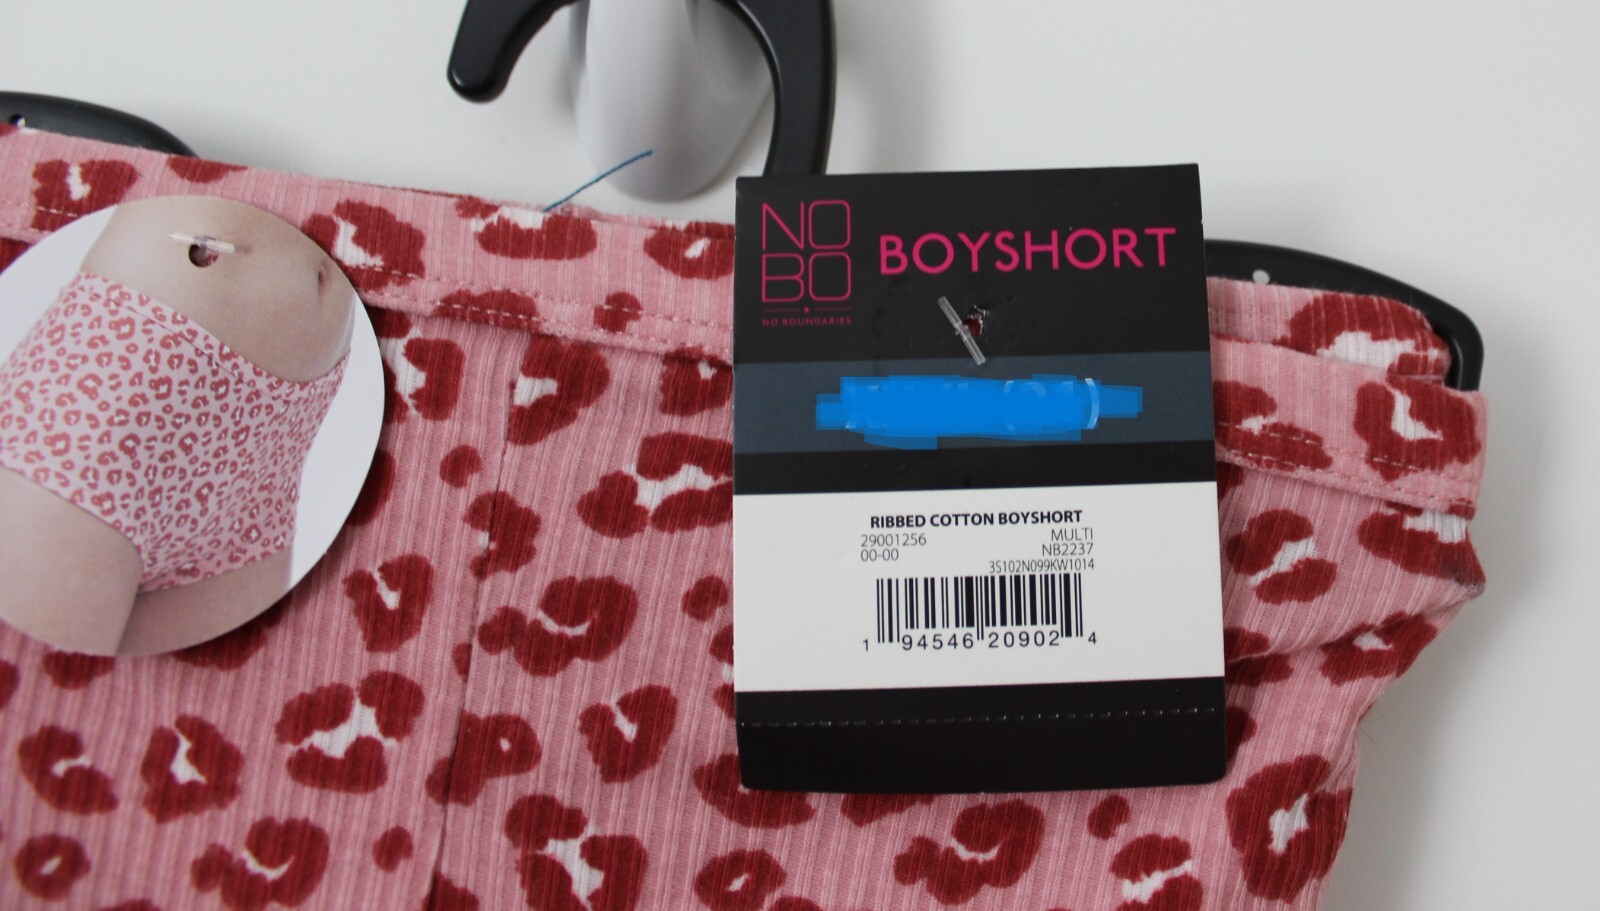 NO
BO
NO BOUNDARIES
BOYSHORT
RIBBED COTTON BOYSHORT
29001256 MULTI
00-00 NB2237
3S102N099KW1014
1 94546 20902 4